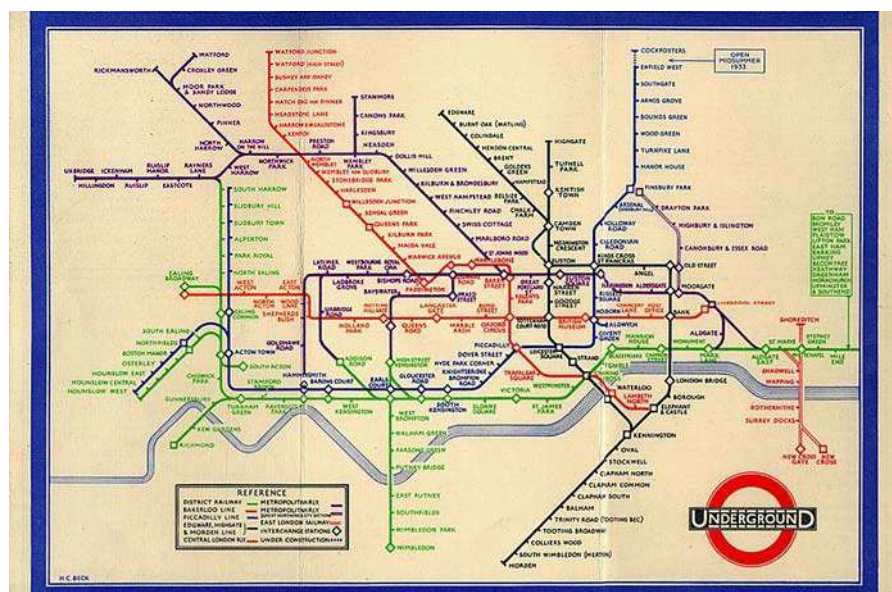 WATFORD
CROXLEY GREEN
RICKMANSWORTH
MOOR PARK
& SANDY LODGE
NORTHWOOD
PINNER
NORTH
HARROW
HARROW
ON THE HILL
WATFORD JUNCTION
WATFORD (HIGH STREET)
BUSHEY AND OXHEY
CARPENDERS PARK
HATCH END FOR PINNER
HEADSTONE LANE
HARROW & WEALDSTONE
KENTON
STANMORE
CANONS PARK
KINGSBURY
NEASDEN
EDGWARE
BURNT OAK (WATLING)
COLINDALE
HENDON CENTRAL
BRENT
GOLDERS
GREEN
HAMPSTEAD
BELSIZE
PARK
CHALK
FARM
HIGHGATE
TUFNELL
PARK
KENTISH
TOWN
CAMDEN
TOWN
MORNINGTON
CRESCENT
EUSTON
COCKFOSTERS
ENFIELD WEST
SOUTHGATE
ARNOS GROVE
BOUNDS GREEN
WOOD GREEN
TURNPIKE LANE
MANOR HOUSE
OPEN
MIDSUMMER
1933
FINSBURY PARK
ARSENAL
DRAYTON PARK
HOLLOWAY
ROAD
HIGHBURY & ISLINGTON
CALEDONIAN
ROAD
CANONBURY & ESSEX ROAD
KINGS CROSS
ST PANCRAS
ANGEL
OLD STREET
UXBRIDGE
ICKENHAM
RUISLIP
MANOR
RAYNERS
LANE
HILLINGDON
RUISLIP
EASTCOTE
WEST
HARROW
NORTHWICK
PARK
PRESTON
ROAD
WEMBLEY
PARK
DOLLIS HILL
WILLESDEN GREEN
KILBURN & BRONDESBURY
WEST HAMPSTEAD
FINCHLEY ROAD
SWISS COTTAGE
MARLBORO ROAD
ST JOHNS WOOD
NORTH
WEMBLEY
WEMBLEY FOR SUDBURY
STONEBRIDGE PARK
HARLESDEN
WILLESDEN JUNCTION
KENSAL GREEN
QUEENS PARK
KILBURN PARK
MAIDA VALE
WARWICK AVENUE
PADDINGTON
MARYLEBONE
BAKER
STREET
SOUTH HARROW
SUDBURY HILL
SUDBURY TOWN
ALPERTON
PARK ROYAL
NORTH EALING
EALING
BROADWAY
EALING
COMMON
WEST
ACTON
EAST
ACTON
NORTH
ACTON
WOOD
LANE
SHEPHERDS
BUSH
LATIMER
ROAD
WESTBOURNE
PARK
ROYAL
OAK
LADBROKE
GROVE
BISHOPS ROAD
BAYSWATER
UXBRIDGE
ROAD
HOLLAND
PARK
NOTTING
HILL GATE
QUEENS
ROAD
LANCASTER
GATE
MARBLE
ARCH
BOND
STREET
OXFORD
CIRCUS
EDGWARE
ROAD
GREAT
PORTLAND
ST
REGENTS
PARK
EUSTON
SQUARE
WARREN
STREET
GOODGE
STREET
TOTTENHAM
COURT ROAD
BRITISH
MUSEUM
RUSSELL
SQUARE
HOLBORN
FARRINGDON
ALDERSGATE
CHANCERY
LANE
POST
OFFICE
MOORGATE
BANK
LIVERPOOL STREET
ALDGATE
ALDWYCH
COVENT
GARDEN
LEICESTER
SQUARE
STRAND
PICCADILLY
DOVER STREET
HYDE PARK CORNER
KNIGHTSBRIDGE
BROMPTON
ROAD
TRAFALGAR
SQUARE
CHARING
CROSS
TEMPLE
BLACKFRIARS
MANSION
HOUSE
CANNON
STREET
MONUMENT
MARK
LANE
ALDGATE
EAST
ST MARYS
WHITECHAPEL
STEPNEY
GREEN
MILE
END
SHOREDITCH
SHADWELL
WAPPING
ROTHERHITHE
SURREY DOCKS
NEW CROSS
GATE
NEW
CROSS
TO
BOW ROAD
BROMLEY
WEST HAM
PLAISTOW
UPTON PARK
EAST HAM
BARKING
UPNEY
BECONTREE
HEATHWAY
DAGENHAM
HORNCHURCH
UPMINSTER
& SOUTHEND
SOUTH EALING
NORTHFIELDS
BOSTON MANOR
OSTERLEY
HOUNSLOW EAST
HOUNSLOW CENTRAL
HOUNSLOW WEST
ACTON TOWN
SOUTH ACTON
CHISWICK
PARK
GUNNERSBURY
KEW GARDENS
RICHMOND
TURNHAM
GREEN
STAMFORD
BROOK
RAVENSCOURT
PARK
GOLDHAWK
ROAD
HAMMERSMITH
BARONS COURT
WEST
KENSINGTON
ADDISON
ROAD
EARLS
COURT
HIGH STREET
KENSINGTON
GLOUCESTER
ROAD
SOUTH
KENSINGTON
SLOANE
SQUARE
VICTORIA
ST JAMES
PARK
WESTMINSTER
WATERLOO
LAMBETH
NORTH
LONDON BRIDGE
BOROUGH
ELEPHANT
& CASTLE
KENNINGTON
OVAL
STOCKWELL
CLAPHAM NORTH
CLAPHAM COMMON
CLAPHAM SOUTH
BALHAM
TRINITY ROAD (TOOTING BEC)
TOOTING BROADWAY
COLLIERS WOOD
SOUTH WIMBLEDON (MERTON)
MORDEN
WEST
BROMPTON
WALHAM GREEN
PARSONS GREEN
PUTNEY BRIDGE
EAST PUTNEY
SOUTHFIELDS
WIMBLEDON PARK
WIMBLEDON
REFERENCE
DISTRICT RAILWAY
BAKERLOO LINE
PICCADILLY LINE
EDGWARE, HIGHGATE
& MORDEN LINE
CENTRAL LONDON RLY
METROPOLITAN RLY
METROPOLITAN RLY
(GREAT NORTHERN & CITY SECTION)
EAST LONDON RAILWAY
INTERCHANGE STATIONS
UNDER CONSTRUCTION
UNDERGROUND
H.C. BECK